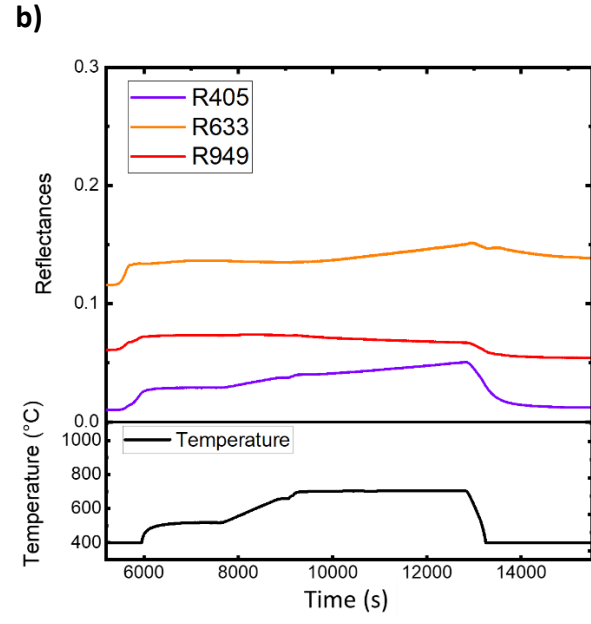 b)
0.3
0.2
0.1
0.0
Reflectances
R405
R633
R949
1000
800
600
400
Temperature (°C)
Temperature
6000 8000 10000 12000 14000
Time (s)